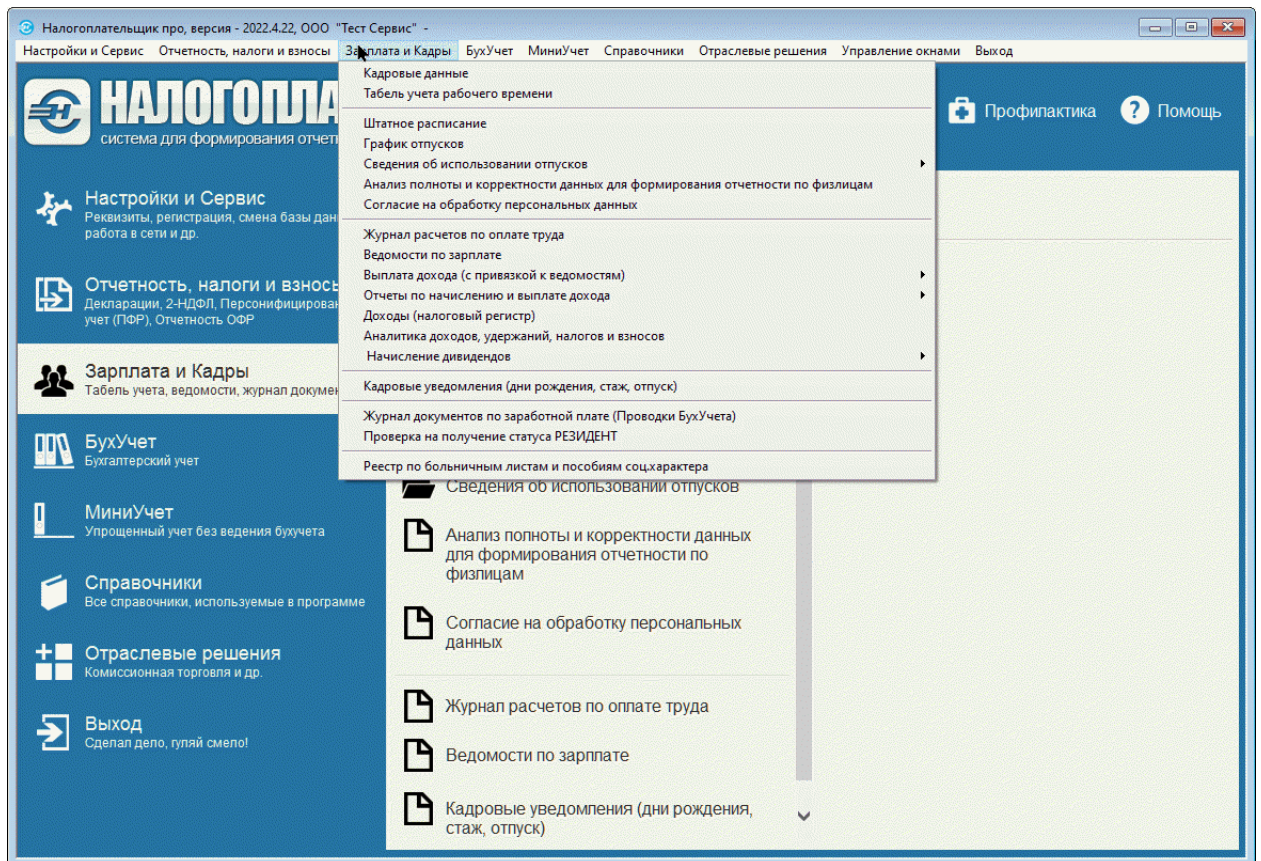 Налогоплательщик про, версия - 2022.4.22, ООО "Тест Сервис" -
Настройки и Сервис Отчетность, налоги и взносы Зарплата и Кадры БухУчет МиниУчет Справочники Отраслевые решения Управление окнами Выход
НАЛОГОПЛА
система для формирования отчет
Профилактика
Помощь
Кадровые данные
Табель учета рабочего времени
Штатное расписание
График отпусков
Сведения об использовании отпусков
Анализ полноты и корректности данных для формирования отчетности по физлицам
Согласие на обработку персональных данных
Журнал расчетов по оплате труда
Ведомости по зарплате
Выплата дохода (с привязкой к ведомостям)
Отчеты по начислению и выплате дохода
Доходы (налоговый регистр)
Аналитика доходов, удержаний, налогов и взносов
Начисление дивидендов
Кадровые уведомления (дни рождения, стаж, отпуск)
Журнал документов по заработной плате (Проводки БухУчета)
Проверка на получение статуса РЕЗИДЕНТ
Реестр по больничным листам и пособиям соц.характера
Настройки и Сервис
Реквизиты, регистрация, смена базы дан
работа в сети и др.
Отчетность, налоги и взносы
Декларации, 2-НДФЛ, Персонифицирован
учет (ПФР), Отчетность ОФР
Зарплата и Кадры
Табель учета, ведомости, журнал докумен
БухУчет
Бухгалтерский учет
МиниУчет
Упрощенный учет без ведения бухучета
Справочники
Все справочники, используемые в программе
Отраслевые решения
Комиссионная торговля и др.
Выход
Сделал дело, гуляй смело!
Сведения об использовании отпусков
Анализ полноты и корректности данных
для формирования отчетности по
физлицам
Согласие на обработку персональных
данных
Журнал расчетов по оплате труда
Ведомости по зарплате
Кадровые уведомления (дни рождения,
стаж, отпуск)